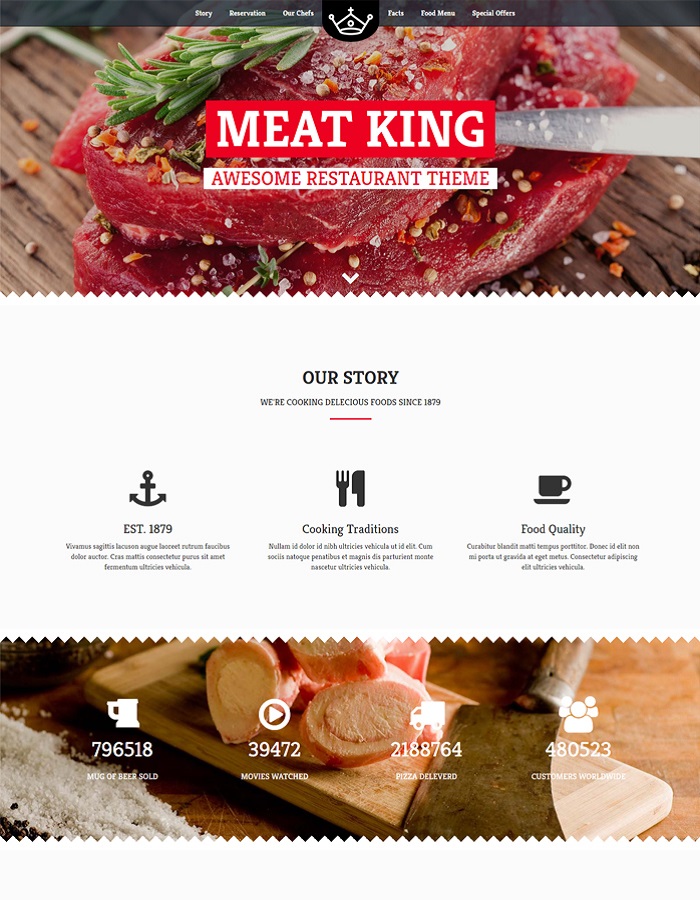 Story Reservation Our Chefs Facts Food Menu Special Offers
MEAT KING
AWESOME RESTAURANT THEME
OUR STORY
WE'RE COOKING DELECIOUS FOODS SINCE 1879
EST. 1879
Vivamus sagittis lacuson augue laoreet rutrum faucibus
dolor auctor. Cras mattis consectetur purus sit amet
fermentum ultricies vehicula.
Cooking Traditions
Nullam id dolor id nibh ultricies vehicula ut id elit. Cum
sociis natoque penatibus et magnis dis parturient monte
nascetur ultricies vehicula.
Food Quality
Curabitur blandit matti tempus porttitor. Donec id elit non
mi porta ut gravida at eget metus. Consectetur adipiscing
elit ultricies vehicula.
796518 39472 2188764 480523
MUG OF BEER SOLD MOVIES WATCHED PIZZA DELEVERD CUSTOMERS WORLDWIDE